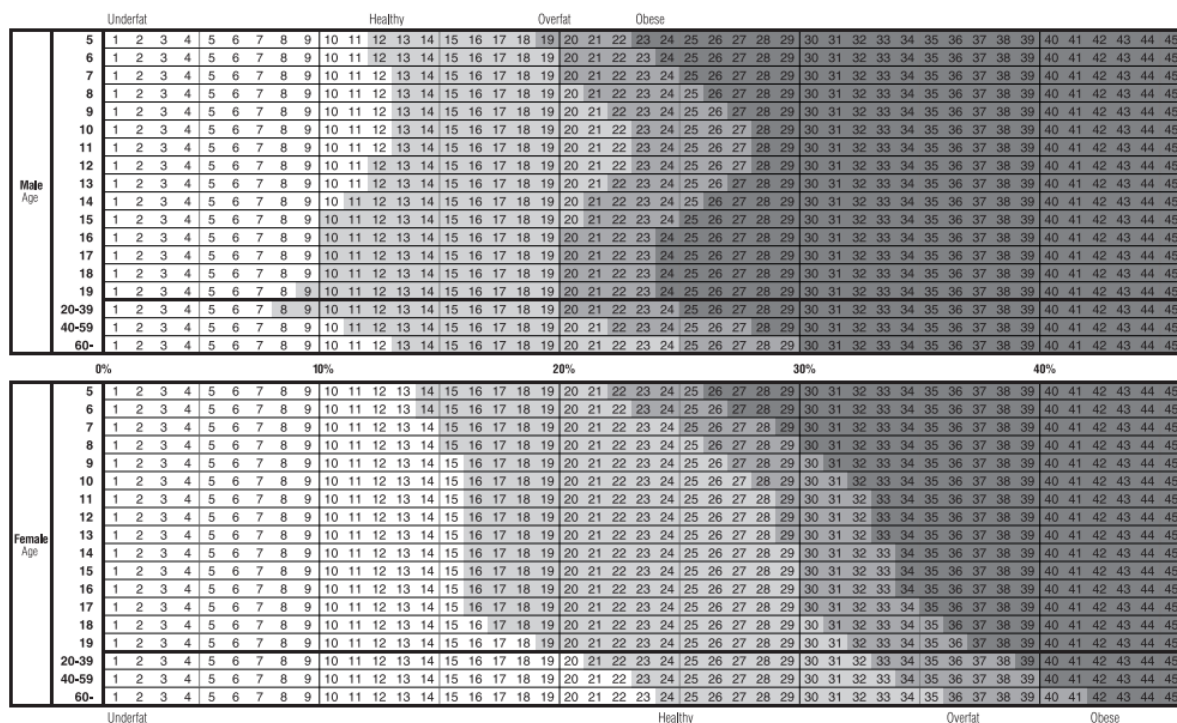 Underfat Healthy Overfat Obese
5 1 2 3 4 5 6 7 8 9 10 11 12 13 14 15 16 17 18 19 20 21 22 23 24 25 26 27 28 29 30 31 32 33 34 35 36 37 38 39 40 41 42 43 44 45
6 1 2 3 4 5 6 7 8 9 10 11 12 13 14 15 16 17 18 19 20 21 22 23 24 25 26 27 28 29 30 31 32 33 34 35 36 37 38 39 40 41 42 43 44 45
7 1 2 3 4 5 6 7 8 9 10 11 12 13 14 15 16 17 18 19 20 21 22 23 24 25 26 27 28 29 30 31 32 33 34 35 36 37 38 39 40 41 42 43 44 45
8 1 2 3 4 5 6 7 8 9 10 11 12 13 14 15 16 17 18 19 20 21 22 23 24 25 26 27 28 29 30 31 32 33 34 35 36 37 38 39 40 41 42 43 44 45
9 1 2 3 4 5 6 7 8 9 10 11 12 13 14 15 16 17 18 19 20 21 22 23 24 25 26 27 28 29 30 31 32 33 34 35 36 37 38 39 40 41 42 43 44 45
10 1 2 3 4 5 6 7 8 9 10 11 12 13 14 15 16 17 18 19 20 21 22 23 24 25 26 27 28 29 30 31 32 33 34 35 36 37 38 39 40 41 42 43 44 45
11 1 2 3 4 5 6 7 8 9 10 11 12 13 14 15 16 17 18 19 20 21 22 23 24 25 26 27 28 29 30 31 32 33 34 35 36 37 38 39 40 41 42 43 44 45
12 1 2 3 4 5 6 7 8 9 10 11 12 13 14 15 16 17 18 19 20 21 22 23 24 25 26 27 28 29 30 31 32 33 34 35 36 37 38 39 40 41 42 43 44 45
Male
Age
13 1 2 3 4 5 6 7 8 9 10 11 12 13 14 15 16 17 18 19 20 21 22 23 24 25 26 27 28 29 30 31 32 33 34 35 36 37 38 39 40 41 42 43 44 45
14 1 2 3 4 5 6 7 8 9 10 11 12 13 14 15 16 17 18 19 20 21 22 23 24 25 26 27 28 29 30 31 32 33 34 35 36 37 38 39 40 41 42 43 44 45
15 1 2 3 4 5 6 7 8 9 10 11 12 13 14 15 16 17 18 19 20 21 22 23 24 25 26 27 28 29 30 31 32 33 34 35 36 37 38 39 40 41 42 43 44 45
16 1 2 3 4 5 6 7 8 9 10 11 12 13 14 15 16 17 18 19 20 21 22 23 24 25 26 27 28 29 30 31 32 33 34 35 36 37 38 39 40 41 42 43 44 45
17 1 2 3 4 5 6 7 8 9 10 11 12 13 14 15 16 17 18 19 20 21 22 23 24 25 26 27 28 29 30 31 32 33 34 35 36 37 38 39 40 41 42 43 44 45
18 1 2 3 4 5 6 7 8 9 10 11 12 13 14 15 16 17 18 19 20 21 22 23 24 25 26 27 28 29 30 31 32 33 34 35 36 37 38 39 40 41 42 43 44 45
19 1 2 3 4 5 6 7 8 9 10 11 12 13 14 15 16 17 18 19 20 21 22 23 24 25 26 27 28 29 30 31 32 33 34 35 36 37 38 39 40 41 42 43 44 45
20-39 1 2 3 4 5 6 7 8 9 10 11 12 13 14 15 16 17 18 19 20 21 22 23 24 25 26 27 28 29 30 31 32 33 34 35 36 37 38 39 40 41 42 43 44 45
40-59 1 2 3 4 5 6 7 8 9 10 11 12 13 14 15 16 17 18 19 20 21 22 23 24 25 26 27 28 29 30 31 32 33 34 35 36 37 38 39 40 41 42 43 44 45
60- 1 2 3 4 5 6 7 8 9 10 11 12 13 14 15 16 17 18 19 20 21 22 23 24 25 26 27 28 29 30 31 32 33 34 35 36 37 38 39 40 41 42 43 44 45
0% 10% 20% 30% 40%
5 1 2 3 4 5 6 7 8 9 10 11 12 13 14 15 16 17 18 19 20 21 22 23 24 25 26 27 28 29 30 31 32 33 34 35 36 37 38 39 40 41 42 43 44 45
6 1 2 3 4 5 6 7 8 9 10 11 12 13 14 15 16 17 18 19 20 21 22 23 24 25 26 27 28 29 30 31 32 33 34 35 36 37 38 39 40 41 42 43 44 45
7 1 2 3 4 5 6 7 8 9 10 11 12 13 14 15 16 17 18 19 20 21 22 23 24 25 26 27 28 29 30 31 32 33 34 35 36 37 38 39 40 41 42 43 44 45
8 1 2 3 4 5 6 7 8 9 10 11 12 13 14 15 16 17 18 19 20 21 22 23 24 25 26 27 28 29 30 31 32 33 34 35 36 37 38 39 40 41 42 43 44 45
9 1 2 3 4 5 6 7 8 9 10 11 12 13 14 15 16 17 18 19 20 21 22 23 24 25 26 27 28 29 30 31 32 33 34 35 36 37 38 39 40 41 42 43 44 45
10 1 2 3 4 5 6 7 8 9 10 11 12 13 14 15 16 17 18 19 20 21 22 23 24 25 26 27 28 29 30 31 32 33 34 35 36 37 38 39 40 41 42 43 44 45
11 1 2 3 4 5 6 7 8 9 10 11 12 13 14 15 16 17 18 19 20 21 22 23 24 25 26 27 28 29 30 31 32 33 34 35 36 37 38 39 40 41 42 43 44 45
12 1 2 3 4 5 6 7 8 9 10 11 12 13 14 15 16 17 18 19 20 21 22 23 24 25 26 27 28 29 30 31 32 33 34 35 36 37 38 39 40 41 42 43 44 45
Female
Age
13 1 2 3 4 5 6 7 8 9 10 11 12 13 14 15 16 17 18 19 20 21 22 23 24 25 26 27 28 29 30 31 32 33 34 35 36 37 38 39 40 41 42 43 44 45
14 1 2 3 4 5 6 7 8 9 10 11 12 13 14 15 16 17 18 19 20 21 22 23 24 25 26 27 28 29 30 31 32 33 34 35 36 37 38 39 40 41 42 43 44 45
15 1 2 3 4 5 6 7 8 9 10 11 12 13 14 15 16 17 18 19 20 21 22 23 24 25 26 27 28 29 30 31 32 33 34 35 36 37 38 39 40 41 42 43 44 45
16 1 2 3 4 5 6 7 8 9 10 11 12 13 14 15 16 17 18 19 20 21 22 23 24 25 26 27 28 29 30 31 32 33 34 35 36 37 38 39 40 41 42 43 44 45
17 1 2 3 4 5 6 7 8 9 10 11 12 13 14 15 16 17 18 19 20 21 22 23 24 25 26 27 28 29 30 31 32 33 34 35 36 37 38 39 40 41 42 43 44 45
18 1 2 3 4 5 6 7 8 9 10 11 12 13 14 15 16 17 18 19 20 21 22 23 24 25 26 27 28 29 30 31 32 33 34 35 36 37 38 39 40 41 42 43 44 45
19 1 2 3 4 5 6 7 8 9 10 11 12 13 14 15 16 17 18 19 20 21 22 23 24 25 26 27 28 29 30 31 32 33 34 35 36 37 38 39 40 41 42 43 44 45
20-39 1 2 3 4 5 6 7 8 9 10 11 12 13 14 15 16 17 18 19 20 21 22 23 24 25 26 27 28 29 30 31 32 33 34 35 36 37 38 39 40 41 42 43 44 45
40-59 1 2 3 4 5 6 7 8 9 10 11 12 13 14 15 16 17 18 19 20 21 22 23 24 25 26 27 28 29 30 31 32 33 34 35 36 37 38 39 40 41 42 43 44 45
60- 1 2 3 4 5 6 7 8 9 10 11 12 13 14 15 16 17 18 19 20 21 22 23 24 25 26 27 28 29 30 31 32 33 34 35 36 37 38 39 40 41 42 43 44 45
Underfat Healthy Overfat Obese